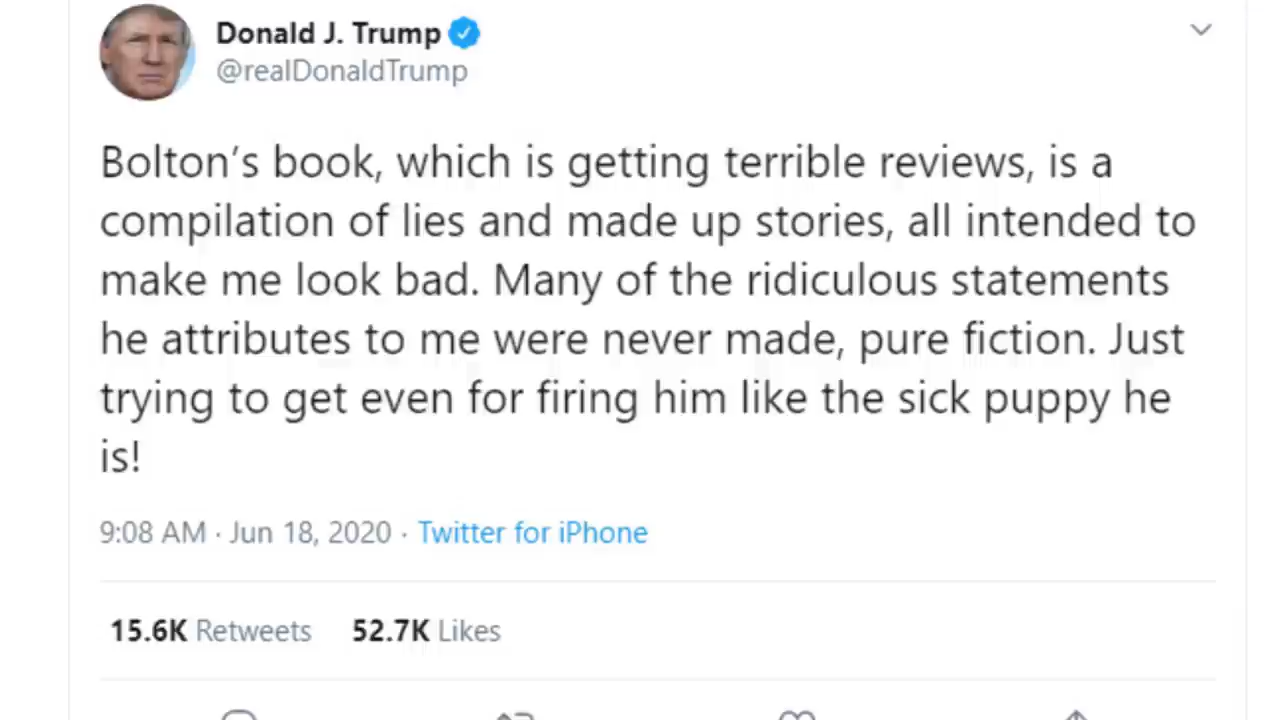 Donald J. Trump
@realDonaldTrump
Bolton’s book, which is getting terrible reviews, is a
compilation of lies and made up stories, all intended to
make me look bad. Many of the ridiculous statements
he attributes to me were never made, pure fiction. Just
trying to get even for firing him like the sick puppy he
is!
9:08 AM · Jun 18, 2020 · Twitter for iPhone
15.6K Retweets 52.7K Likes